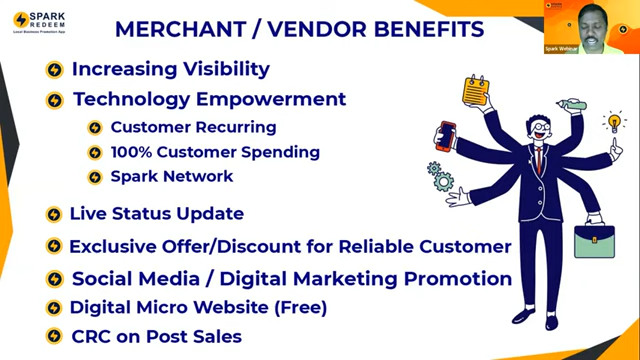 SPARK
REDEEM
Local Business Promotion App
MERCHANT / VENDOR BENEFITS
Spark Webinar
Increasing Visibility
Technology Empowerment
Customer Recurring
100% Customer Spending
Spark Network
Live Status Update
Exclusive Offer/Discount for Reliable Customer
Social Media / Digital Marketing Promotion
Digital Micro Website (Free)
CRC on Post Sales